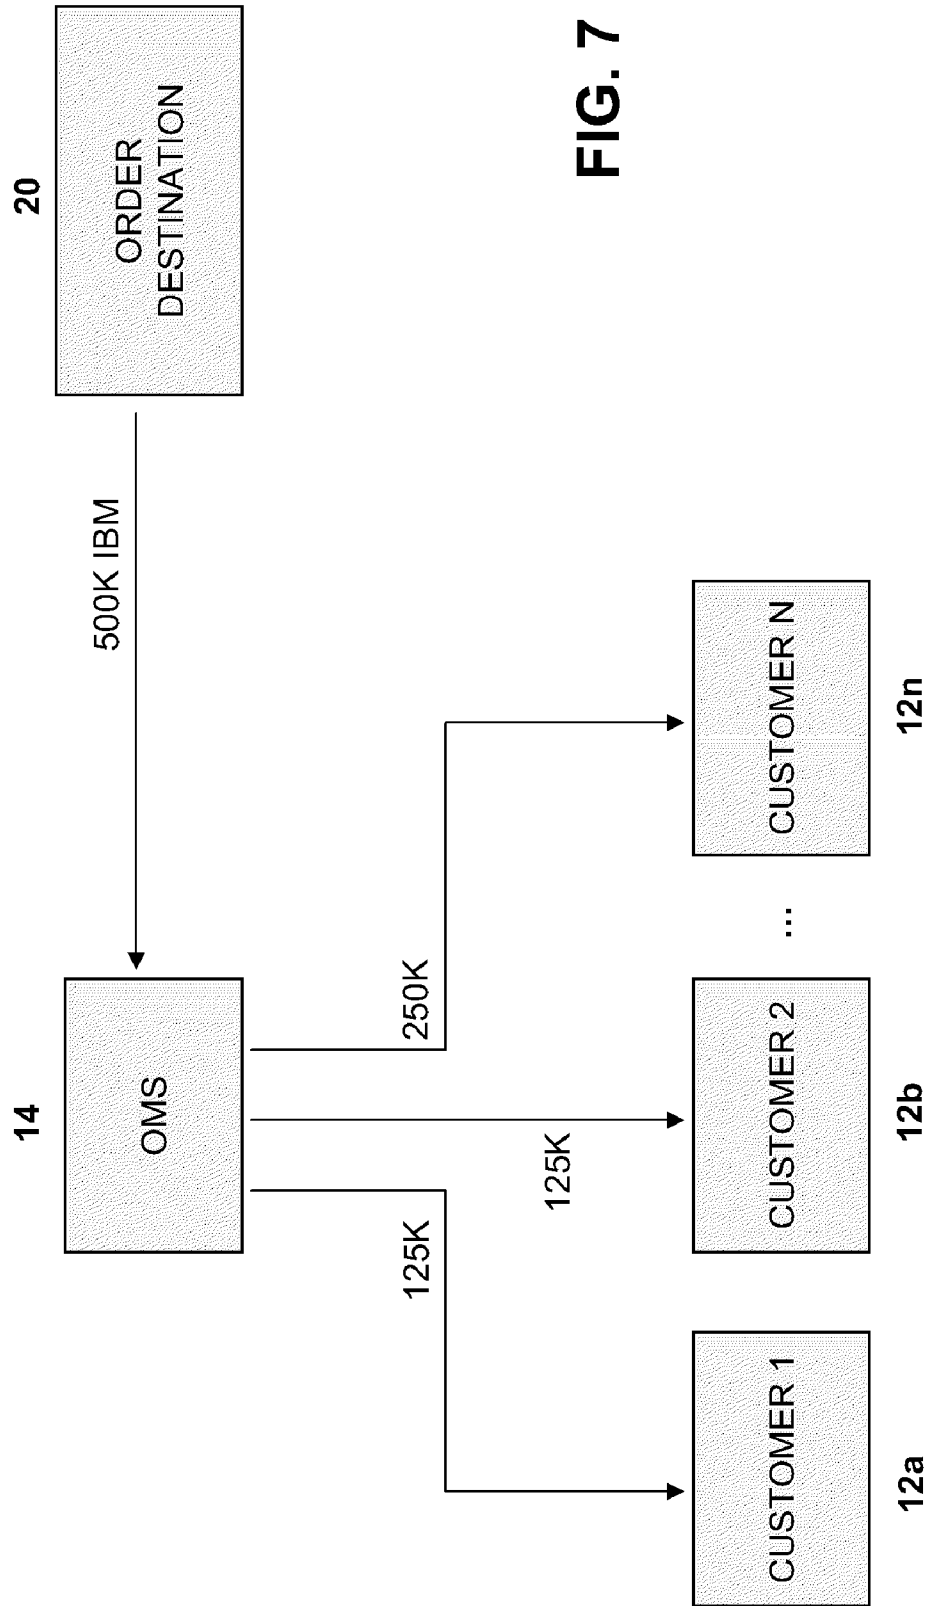 14
20
OMS
500K IBM
ORDER
DESTINATION
125K
250K
125K
CUSTOMER 1
CUSTOMER 2
...
CUSTOMER N
12a
12b
12n
FIG. 7